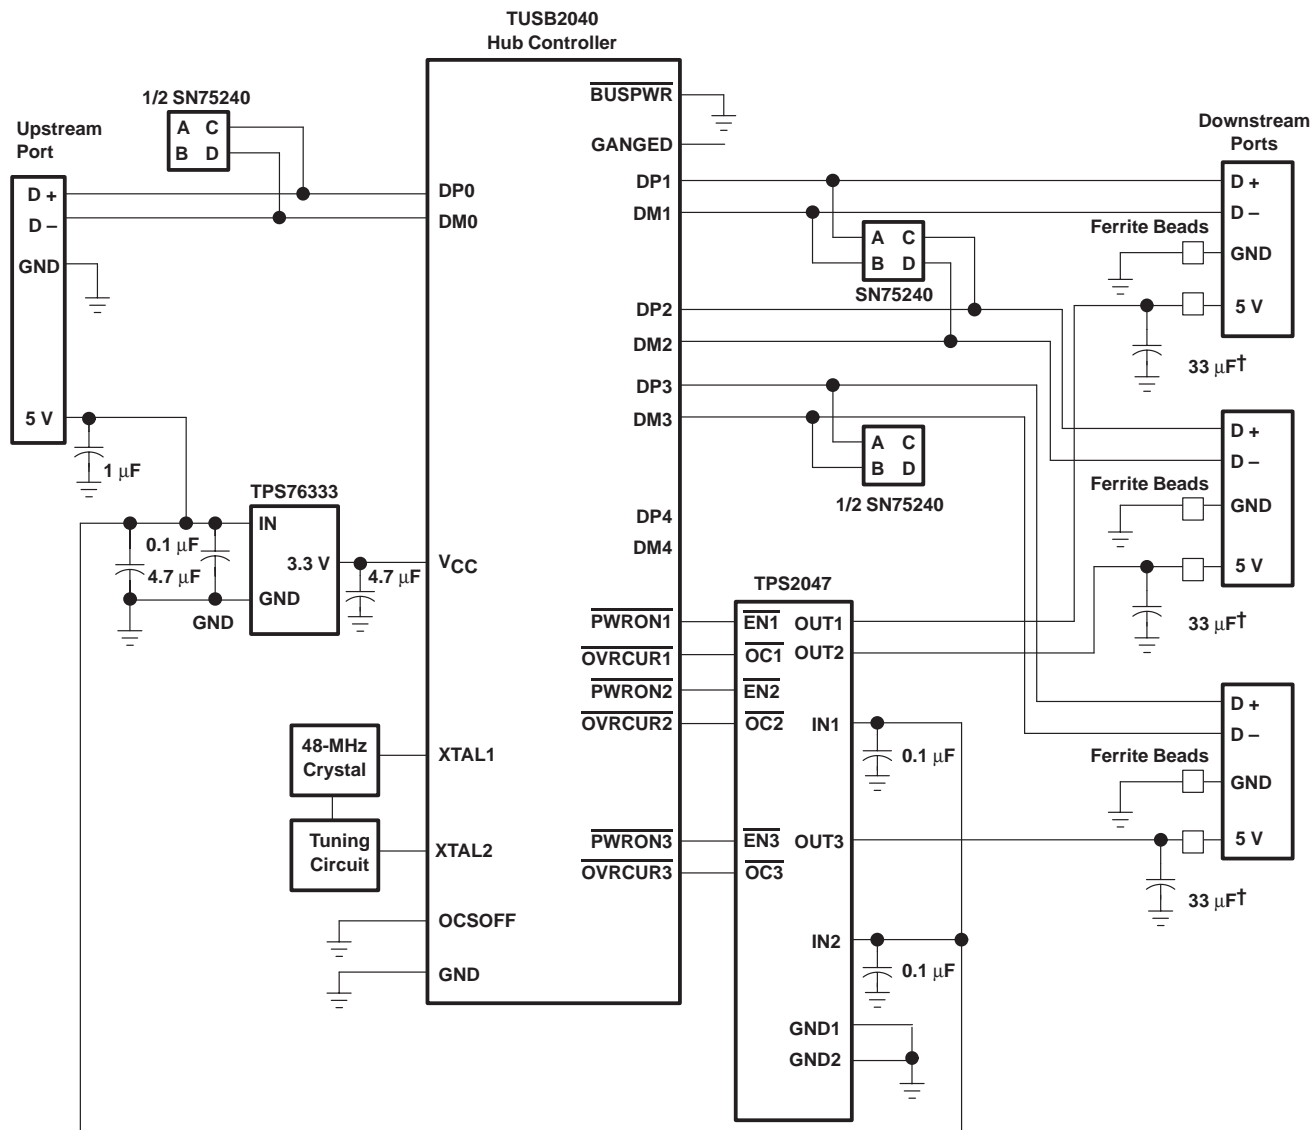 TUSB2040
Hub Controller
1/2 SN75240
A C
B D
Upstream
Port
D +
D –
GND
5 V
1 μF
TPS76333
IN
3.3 V
GND
0.1 μF
4.7 μF
GND
4.7 μF
48-MHz
Crystal
Tuning
Circuit
DP0
DM0
VCC
XTAL1
XTAL2
OCSOFF
GND
BUSPWR
GANGED
DP1
DM1
DP2
DM2
DP3
DM3
DP4
DM4
PWRON1
OVRCUR1
PWRON2
OVRCUR2
PWRON3
OVRCUR3
A C
B D
SN75240
A C
B D
1/2 SN75240
TPS2047
EN1 OUT1
OC1 OUT2
EN2
OC2 IN1
EN3 OUT3
OC3
IN2
GND1
GND2
0.1 μF
0.1 μF
Downstream
Ports
D +
D –
Ferrite Beads
GND
5 V
33 μF†
D +
D –
Ferrite Beads
GND
5 V
33 μF†
D +
D –
Ferrite Beads
GND
5 V
33 μF†